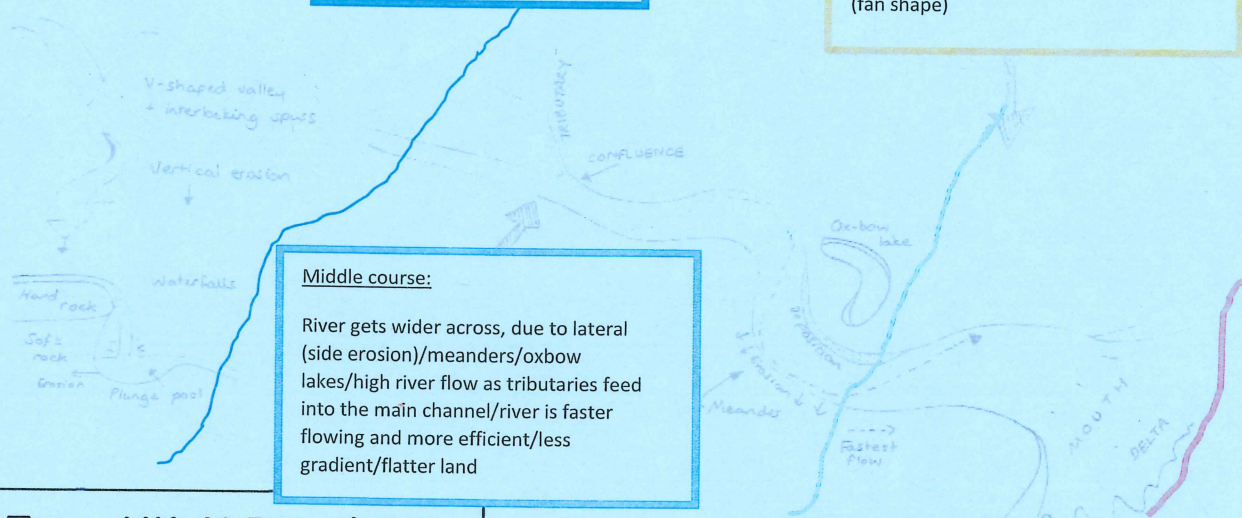 (fan shape)
V-shaped valley
+ interlocking spurs
TRIBUTARY
CONFLUENCE
Vertical erosion
Ox-bow
lake
Waterfalls
Hard
rock
Soft
rock
Erosion
Plunge pool
Middle course:
River gets wider across, due to lateral
(side erosion)/meanders/oxbow
lakes/high river flow as tributaries feed
into the main channel/river is faster
flowing and more efficient/less
gradient/flatter land
Deposition
Erosion
Meander
Fastest
flow
MOUTH
DELTA